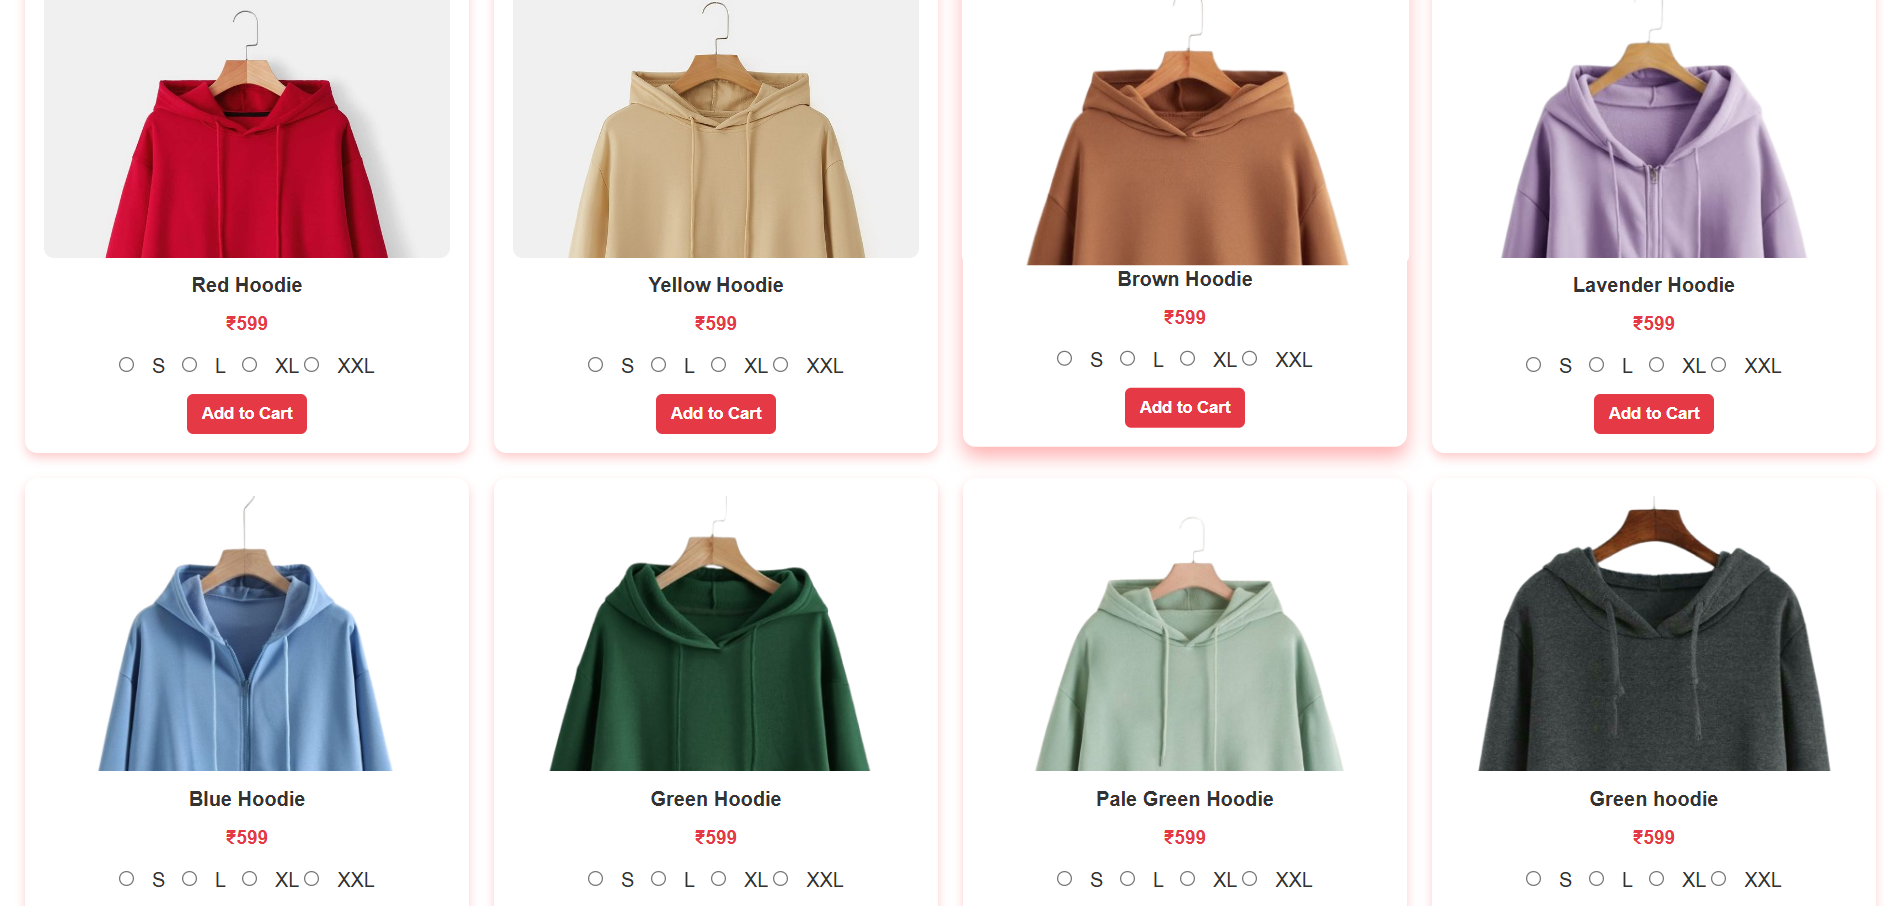 Red Hoodie
₹599
S L XL XXL
Add to Cart
Yellow Hoodie
₹599
S L XL XXL
Add to Cart
Brown Hoodie
₹599
S L XL XXL
Add to Cart
Lavender Hoodie
₹599
S L XL XXL
Add to Cart
Blue Hoodie
₹599
S L XL XXL
Green Hoodie
₹599
S L XL XXL
Pale Green Hoodie
₹599
S L XL XXL
Green hoodie
₹599
S L XL XXL